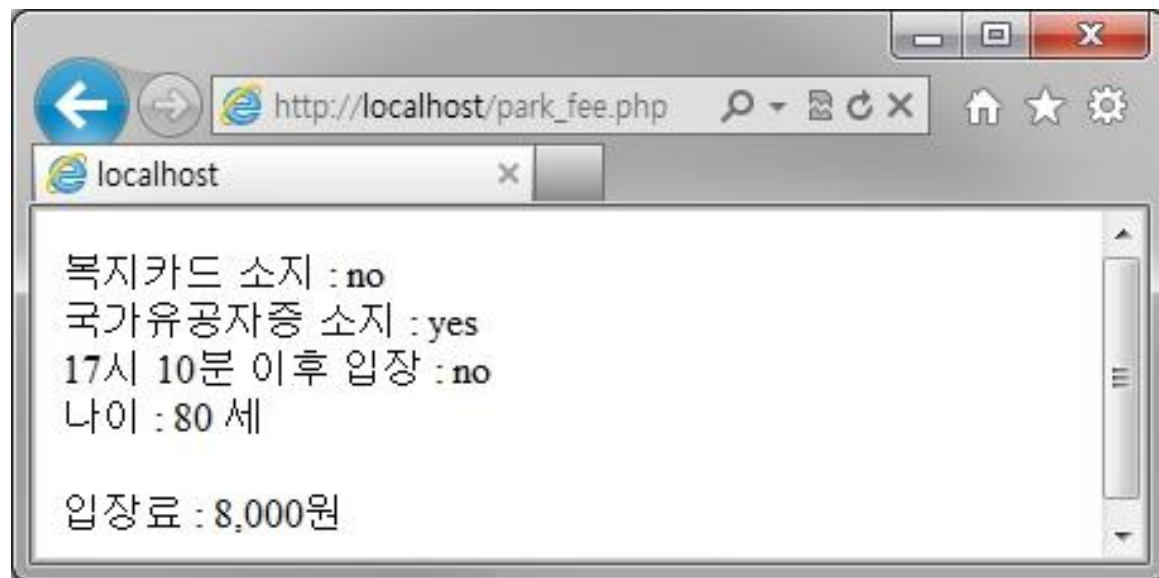 http://localhost/park_fee.php
localhost
복지카드 소지 : no
국가유공자증 소지 : yes
17시 10분 이후 입장 : no
나이 : 80 세
입장료 : 8,000원